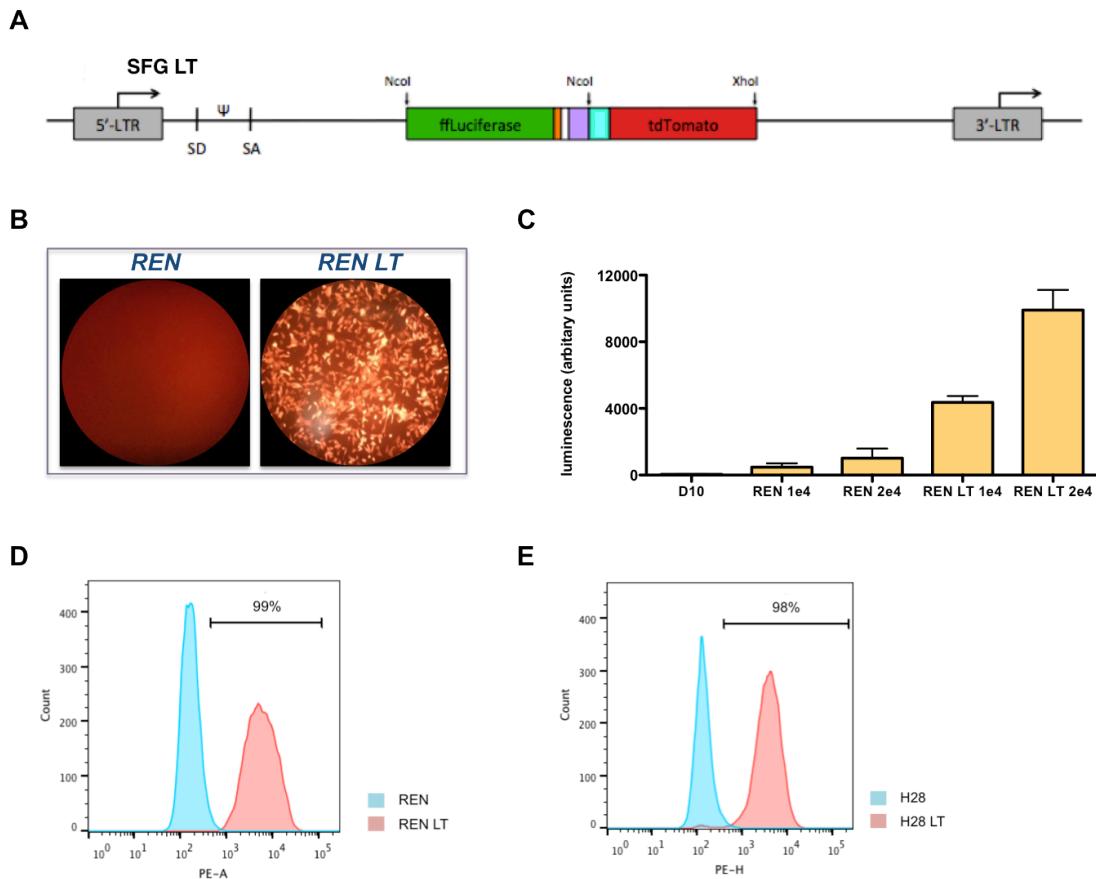 A
SFG LT
NcoI NcoI XhoI
5'-LTR Ψ ffLuciferase tdTomato 3'-LTR
SD SA
B
REN REN LT
C
luminescence (arbitary units)
12000
8000
4000
0
D10 REN 1e4 REN 2e4 REN LT 1e4 REN LT 2e4
D
99%
Count
400
300
200
100
0
10^0 10^1 10^2 10^3 10^4 10^5
PE-A
REN
REN LT
E
98%
Count
400
300
200
100
0
10^0 10^1 10^2 10^3 10^4 10^5
PE-H
H28
H28 LT